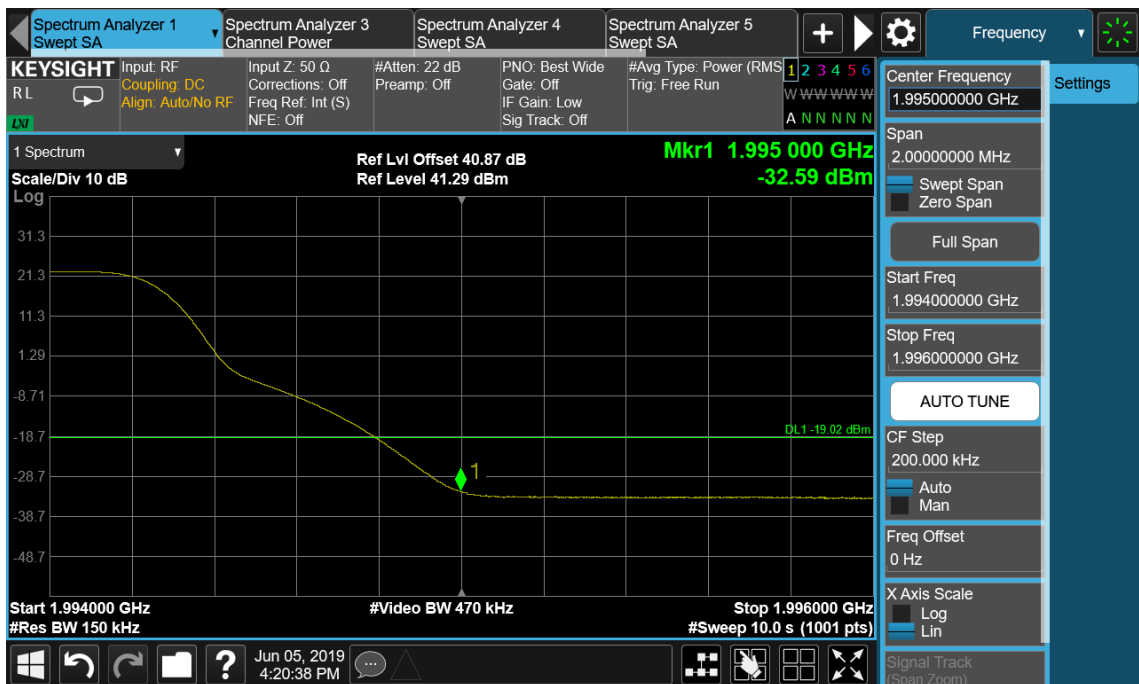 Spectrum Analyzer 1
Swept SA
Spectrum Analyzer 3
Channel Power
Spectrum Analyzer 4
Swept SA
Spectrum Analyzer 5
Swept SA
+
Frequency
KEYSIGHT
RL
LXI
Input: RF
Coupling: DC
Align: Auto/No RF
Input Z: 50 Ω
Corrections: Off
Freq Ref: Int (S)
NFE: Off
#Atten: 22 dB
Preamp: Off
PNO: Best Wide
Gate: Off
IF Gain: Low
Sig Track: Off
#Avg Type: Power (RMS
Trig: Free Run
1 2 3 4 5 6
W W W W W W
A N N N N N
1 Spectrum
Scale/Div 10 dB
Ref Lvl Offset 40.87 dB
Ref Level 41.29 dBm
Mkr1 1.995 000 GHz
-32.59 dBm
Log
31.3
21.3
11.3
1.29
-8.71
-18.7
-28.7
-38.7
-48.7
DL1 -19.02 dBm
1
Start 1.994000 GHz
#Res BW 150 kHz
#Video BW 470 kHz
Stop 1.996000 GHz
#Sweep 10.0 s (1001 pts)
Center Frequency
1.995000000 GHz
Settings
Span
2.00000000 MHz
Swept Span
Zero Span
Full Span
Start Freq
1.994000000 GHz
Stop Freq
1.996000000 GHz
AUTO TUNE
CF Step
200.000 kHz
Auto
Man
Freq Offset
0 Hz
X Axis Scale
Log
Lin
Signal Track
(Span Zoom)
?
Jun 05, 2019
4:20:38 PM